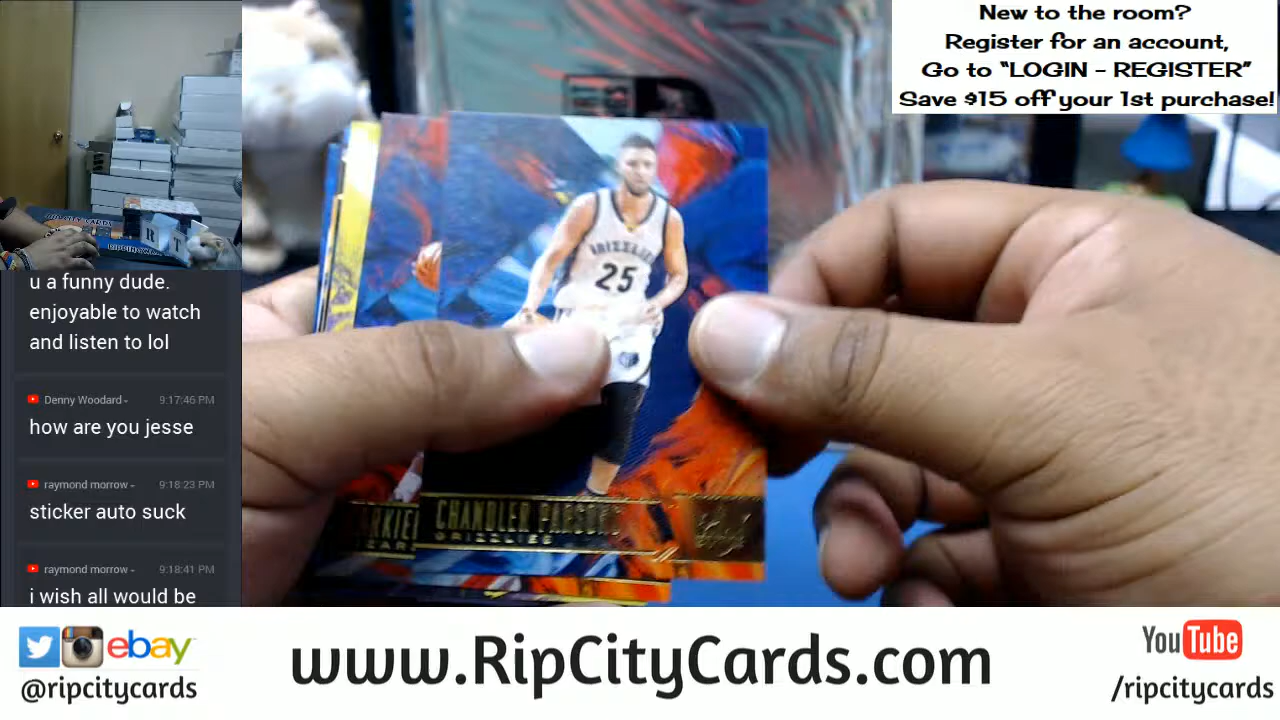 New to the room?
Register for an account,
Go to "LOGIN - REGISTER"
Save $15 off your 1st purchase!
u a funny dude.
enjoyable to watch
and listen to lol
Denny Woodard
9:17:46 PM
how are you jesse
raymond morrow
9:18:23 PM
sticker auto suck
raymond morrow
9:18:41 PM
i wish all would be
GRIZZLIES
25
CHANDLER PARSONS
GRIZZLIES
ebay
@ripcitycards
www.RipCityCards.com
YouTube
/ripcitycards